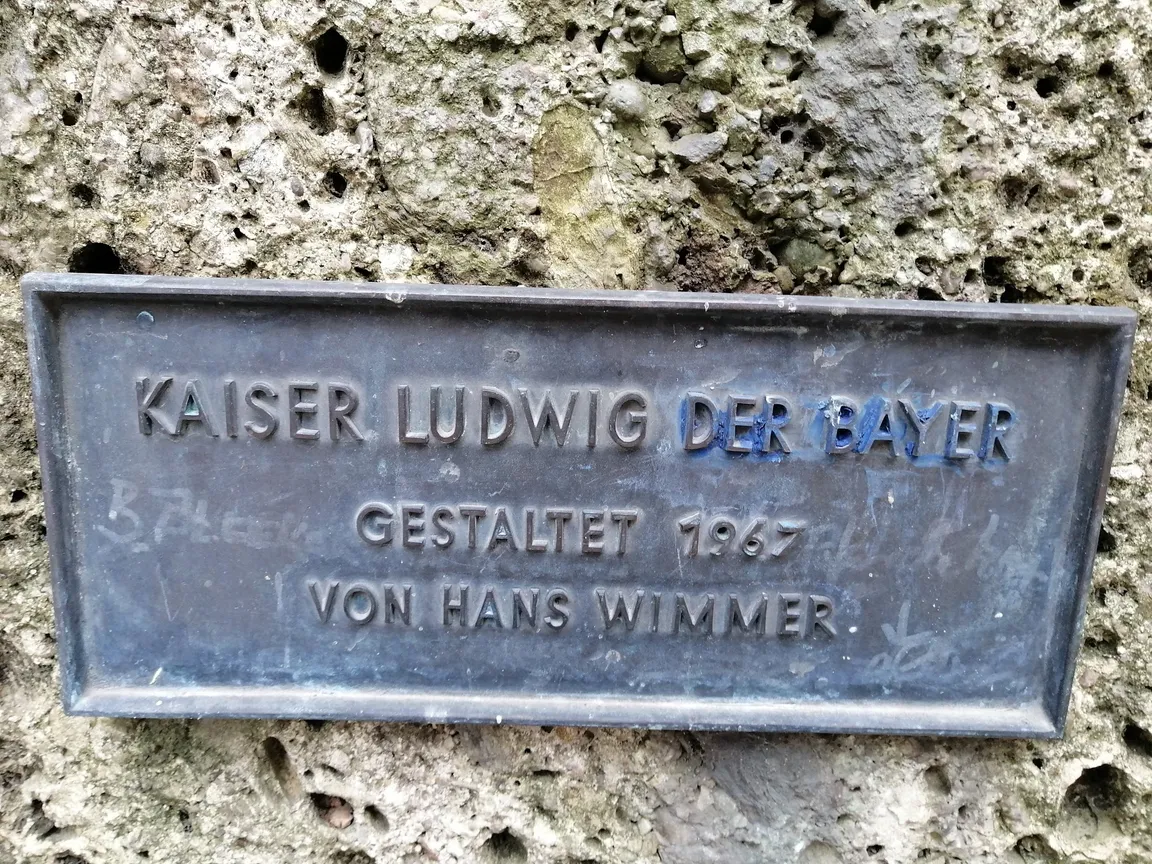 KAISER LUDWIG DER BAYER
GESTALTET 1967
VON HANS WIMMER